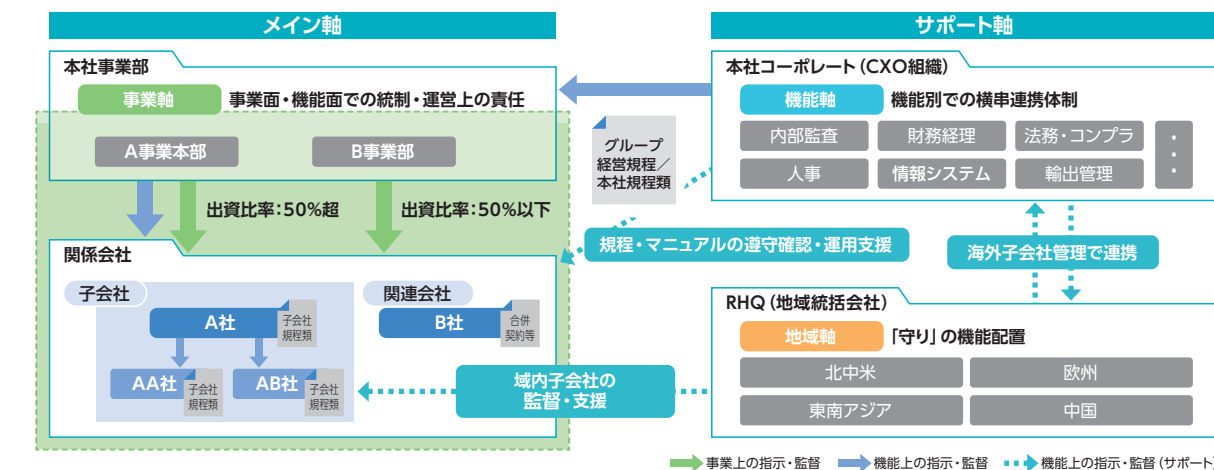 メイン軸
本社事業部
事業軸
事業面・機能面での統制・運営上の責任
A事業本部
B事業部
出資比率：50％超
出資比率：50％以下
関係会社
子会社
A社
子会社
規程類
AA社
子会社
規程類
AB社
子会社
規程類
関連会社
B社
合併
契約等
グループ
経営規程／
本社規程類
規程・マニュアルの遵守確認・運用支援
域内子会社の
監督・支援
サポート軸
本社コーポレート（CXO組織）
機能軸
機能別での横串連携体制
内部監査
財務経理
法務・コンプラ
人事
情報システム
輸出管理
・・・
海外子会社管理で連携
RHQ（地域統括会社）
地域軸
「守り」の機能配置
北中米
欧州
東南アジア
中国
事業上の指示・監督
機能上の指示・監督
機能上の指示・監督（サポート）